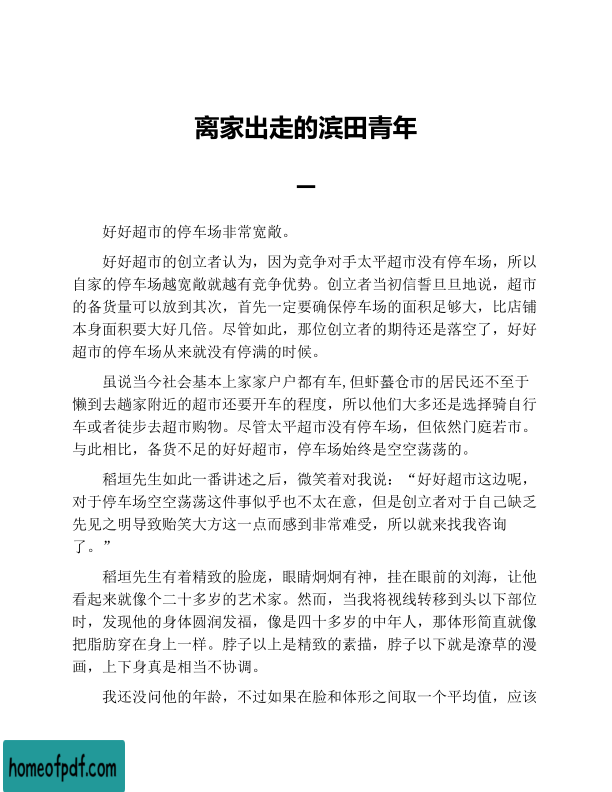 离家出走的滨田青年
一
好好超市的停车场非常宽敞。
好好超市的创立者认为，因为竞争对手太平超市没有停车场，所以
自家的停车场越宽敞就越有竞争优势。创立者当初信誓旦旦地说，超市
的备货量可以放到其次，首先一定要确保停车场的面积足够大，比店铺
本身面积要大好几倍。尽管如此，那位创立者的期待还是落空了，好好
超市的停车场从来就没有停满的时候。
虽说当今社会基本上家家户户都有车,但虾蟇仓市的居民还不至于
懒到去趟家附近的超市还要开车的程度，所以他们大多还是选择骑自行
车或者徒步去超市购物。尽管太平超市没有停车场，但依然门庭若市。
与此相比，备货不足的好好超市，停车场始终是空空荡荡的。
稻垣先生如此一番讲述之后，微笑着对我说：“好好超市这边呢，
对于停车场空空荡荡这件事似乎也不太在意，但是创立者对于自己缺乏
先见之明导致贻笑大方这一点而感到非常难受，所以就来找我咨询
了。”
稻垣先生有着精致的脸庞，眼睛炯炯有神，挂在眼前的刘海，让他
看起来就像个二十多岁的艺术家。然而，当我将视线转移到头以下部位
时，发现他的身体圆润发福，像是四十多岁的中年人，那体形简直就像
把脂肪穿在身上一样。脖子以上是精致的素描，脖子以下就是潦草的漫
画，上下身真是相当不协调。
我还没问他的年龄，不过如果在脸和体形之间取一个平均值，应该
homeofpdf.com